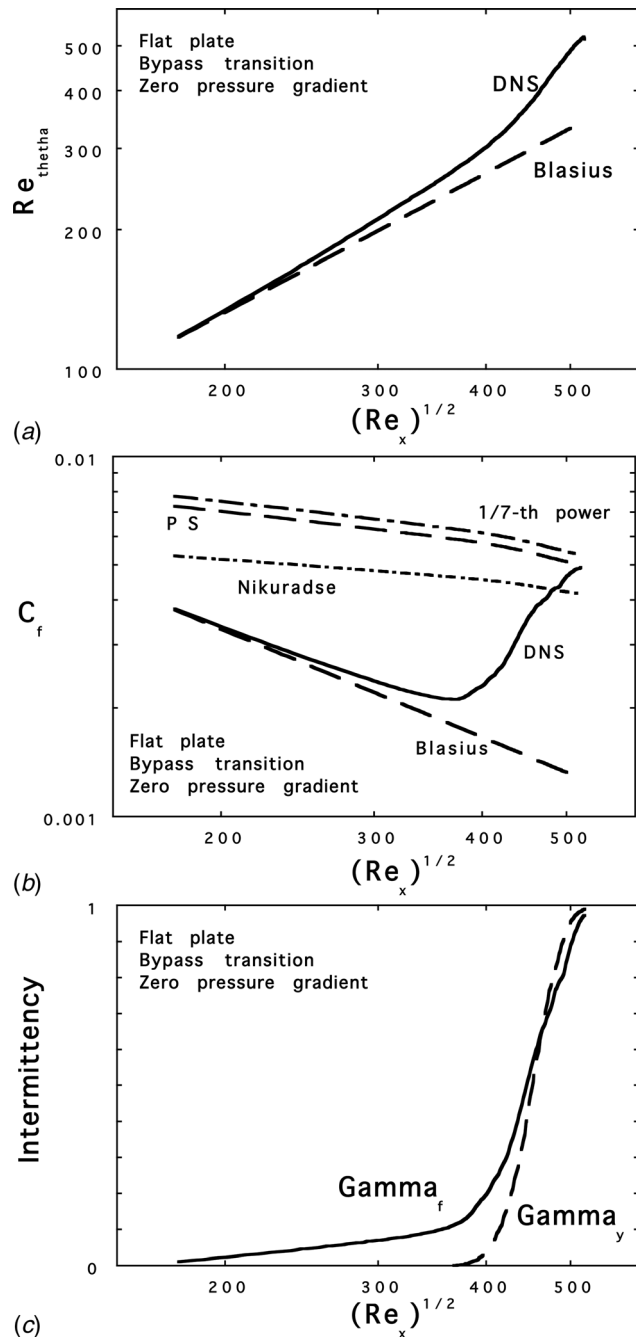 500
400
300
200
100
Flat plate
Bypass transition
Zero pressure gradient
DNS
Blasius
Re thetha
200 300 400 500
(Re x) 1/2
(a)
0.01
0.001
1/7-th power
P S
Nikuradse
DNS
Blasius
Flat plate
Bypass transition
Zero pressure gradient
C f
200 300 400 500
(Re x) 1/2
(b)
1
0
Flat plate
Bypass transition
Zero pressure gradient
Intermittency
Gamma f
Gamma y
200 300 400 500
(Re x) 1/2
(c)